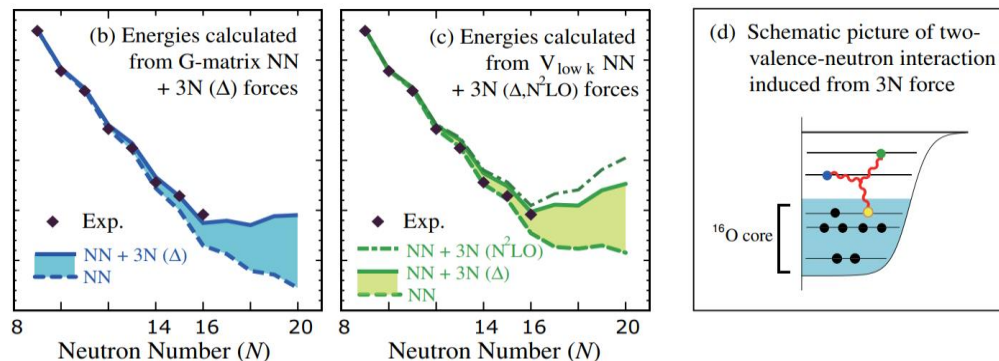 (b) Energies calculated
from G-matrix NN
+ 3N (Δ) forces
Exp.
NN + 3N (Δ)
NN
8
14
16
20
Neutron Number (N)
(c) Energies calculated
from V low k NN
+ 3N (Δ,N²LO) forces
Exp.
NN + 3N (N²LO)
NN + 3N (Δ)
NN
8
14
16
20
Neutron Number (N)
(d) Schematic picture of two-
valence-neutron interaction
induced from 3N force
¹⁶O core